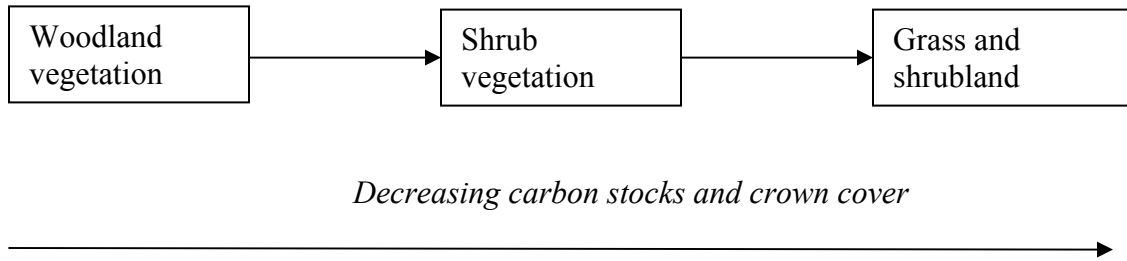 Woodland
vegetation
Shrub
vegetation
Grass and
shrubland
Decreasing carbon stocks and crown cover